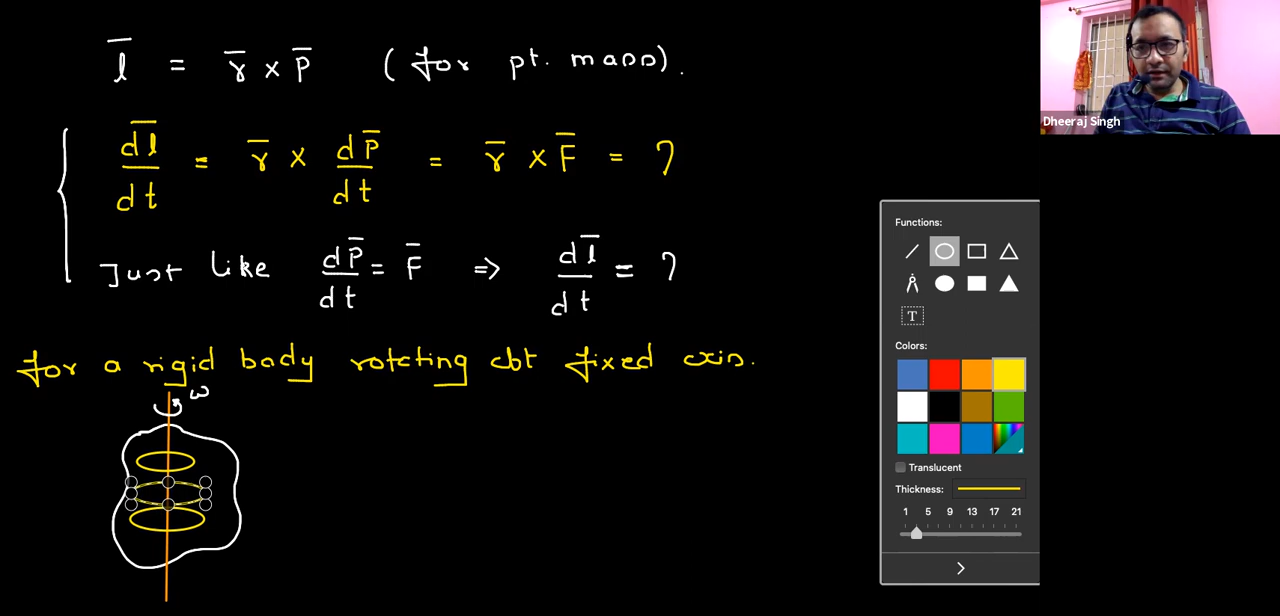 l̅ = r̅ × p̅ (for pt. mass).
dl̅/dt = r̅ × dp̅/dt = r̅ × F̅ = ?
Just like dp̅/dt = F̅ ⇒ dl̅/dt = ?
for a rigid body rotating abt fixed axis.
ω
Dheeraj Singh
Functions:
T
Colors:
Translucent
Thickness:
1 5 9 13 17 21